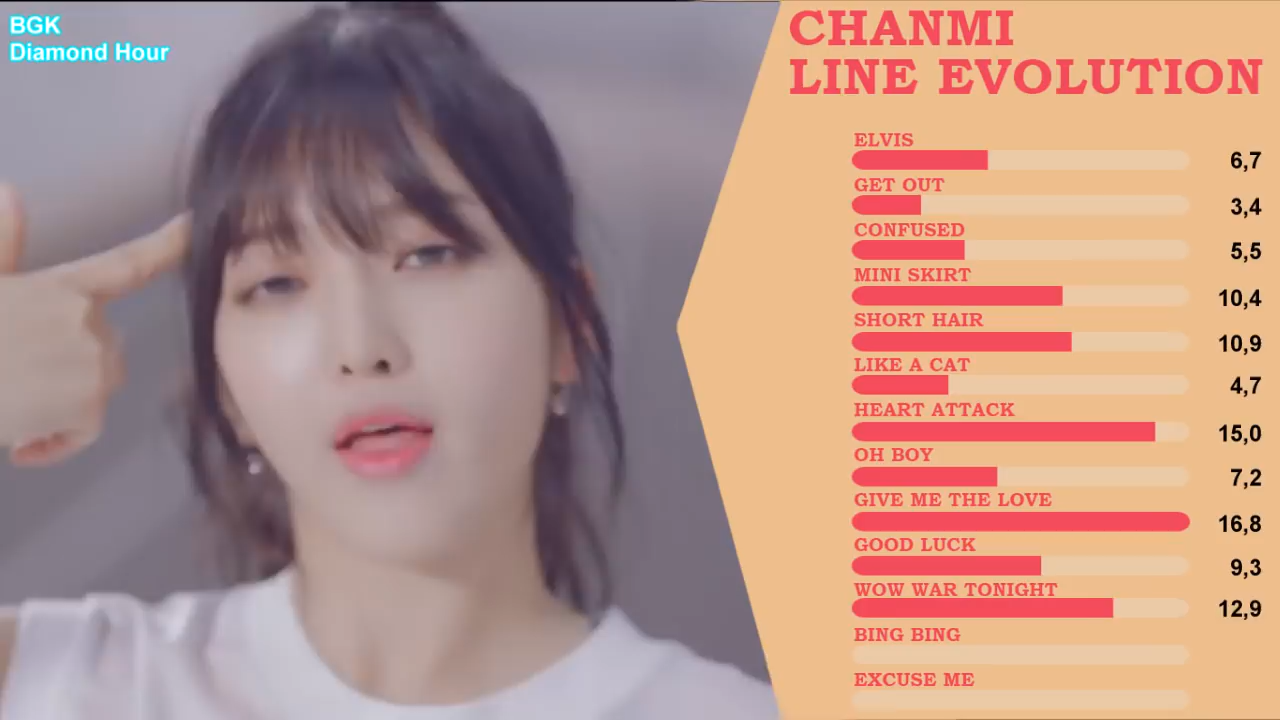 BGK
Diamond Hour
CHANMI
LINE EVOLUTION
ELVIS
6,7
GET OUT
3,4
CONFUSED
5,5
MINI SKIRT
10,4
SHORT HAIR
10,9
LIKE A CAT
4,7
HEART ATTACK
15,0
OH BOY
7,2
GIVE ME THE LOVE
16,8
GOOD LUCK
9,3
WOW WAR TONIGHT
12,9
BING BING
EXCUSE ME